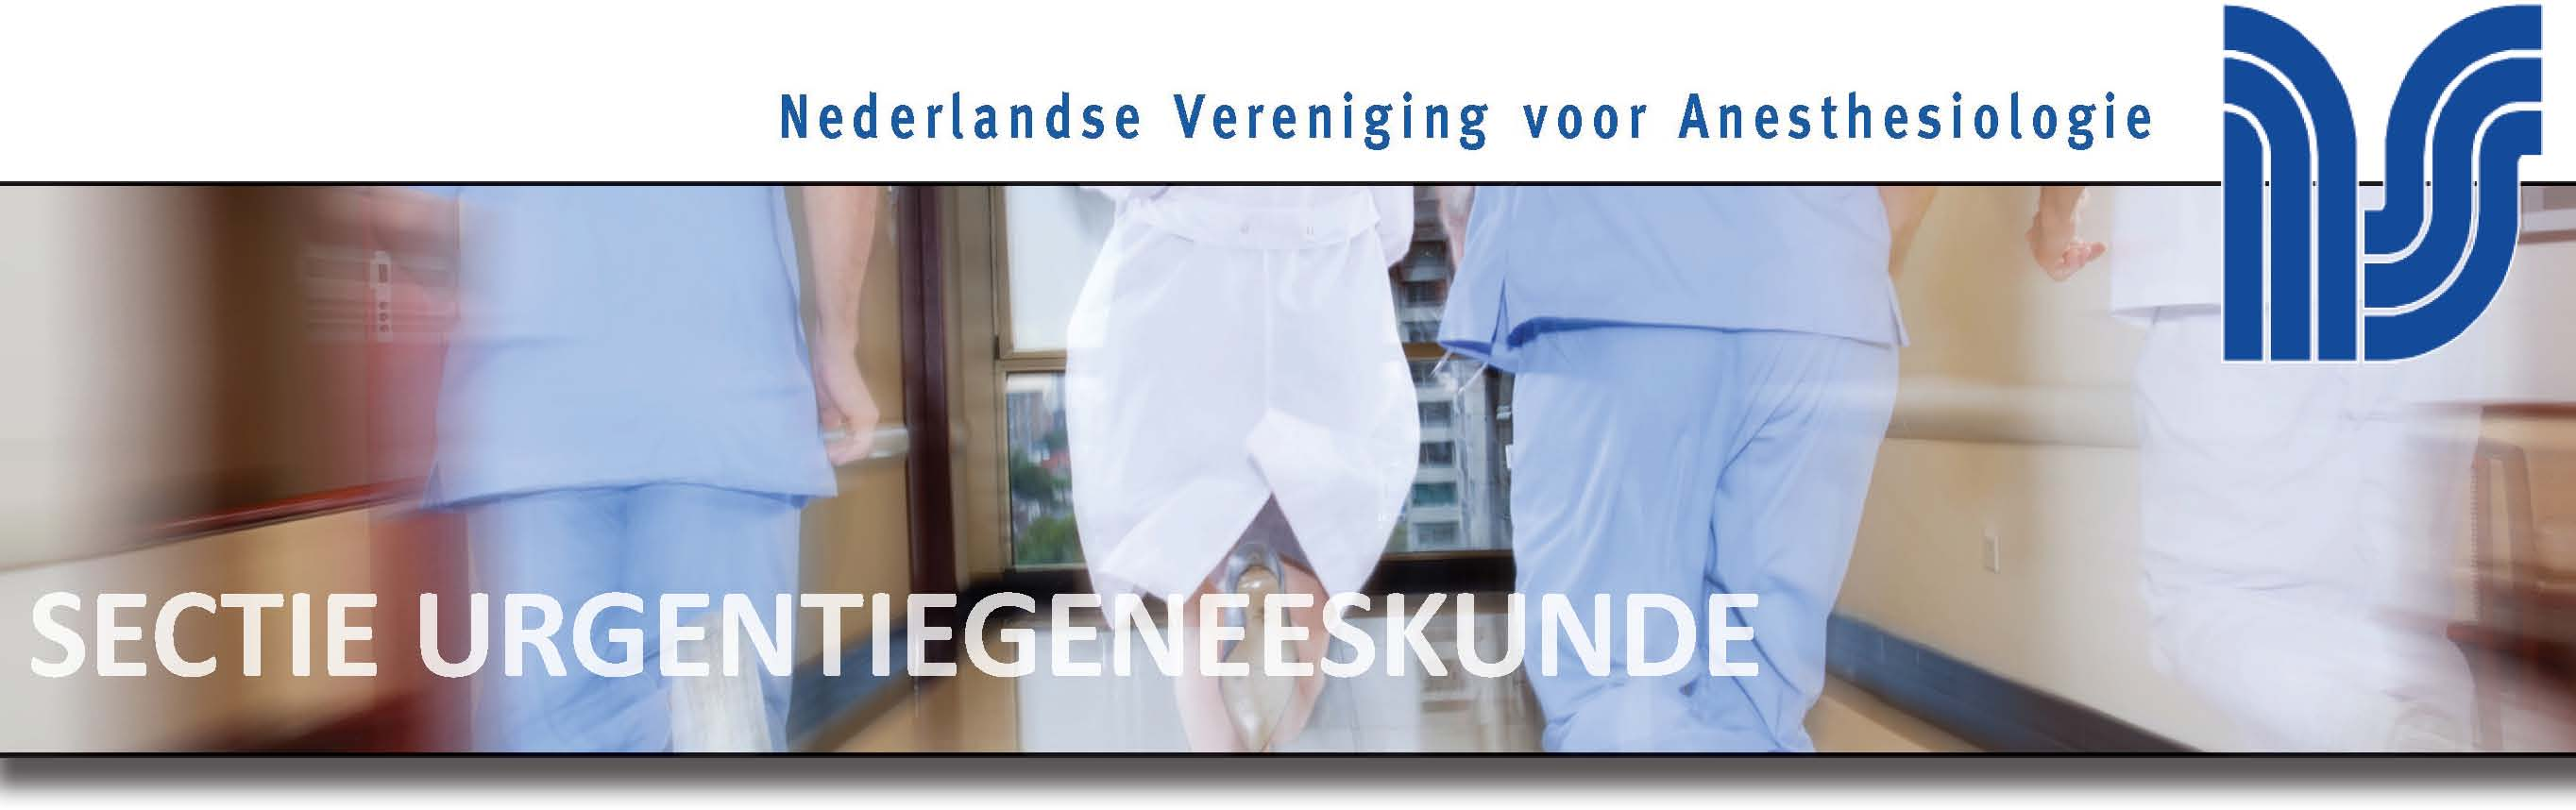 Nederlandse Vereniging voor Anesthesiologie
SECTIE URGENTIEGENEESKUNDE